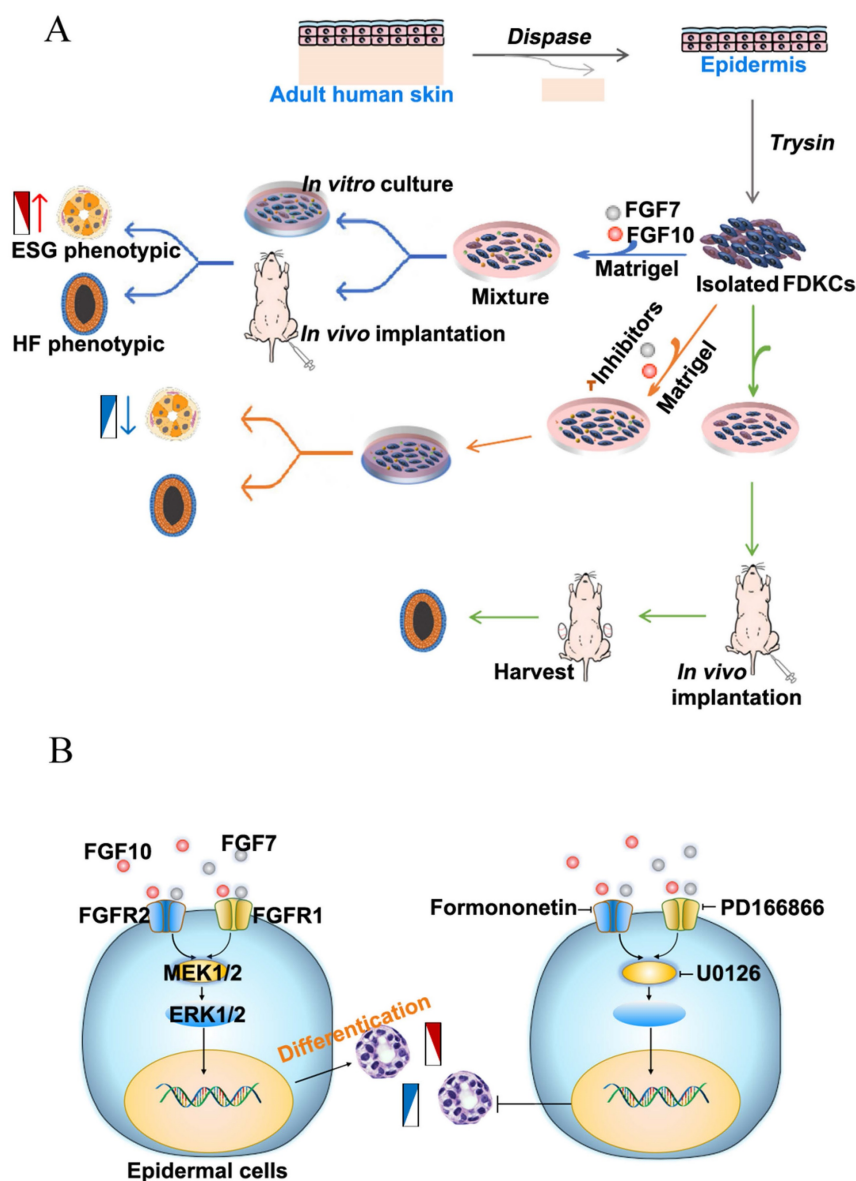 A
Dispase
Adult human skin
Epidermis
Trysin
In vitro culture
FGF7
FGF10
ESG phenotypic
Matrigel
Isolated FDKCs
Mixture
HF phenotypic
In vivo implantation
Inhibitors
Matrigel
Harvest
In vivo
implantation
B
FGF10
FGF7
FGFR2
FGFR1
Formononetin
PD166866
MEK1/2
U0126
ERK1/2
Differentication
Epidermal cells